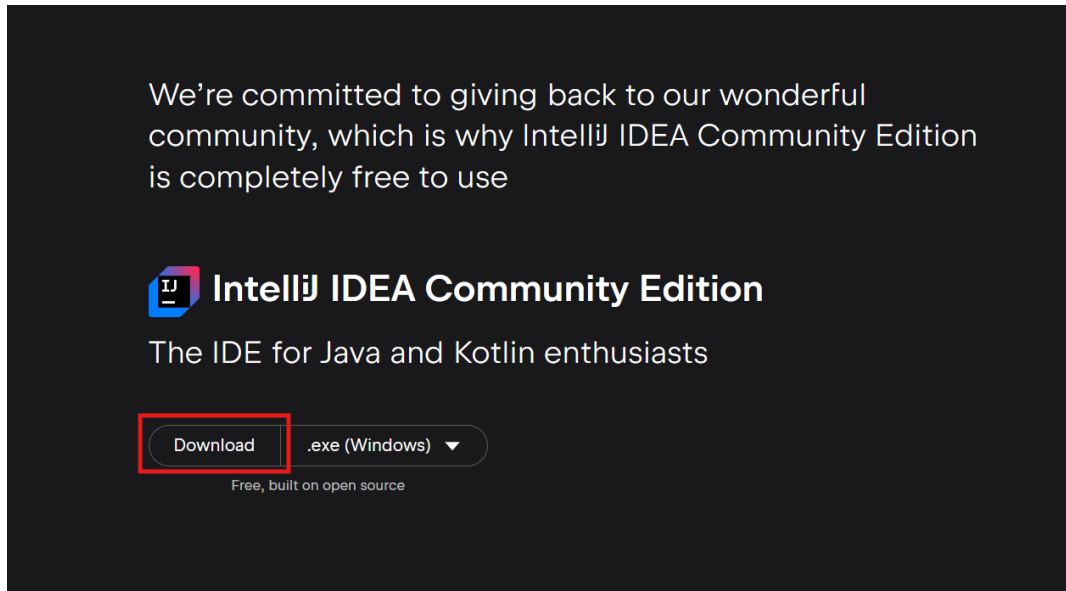 We're committed to giving back to our wonderful
community, which is why IntelliJ IDEA Community Edition
is completely free to use
IJ
IntelliJ IDEA Community Edition
The IDE for Java and Kotlin enthusiasts
Download .exe (Windows)
Free, built on open source